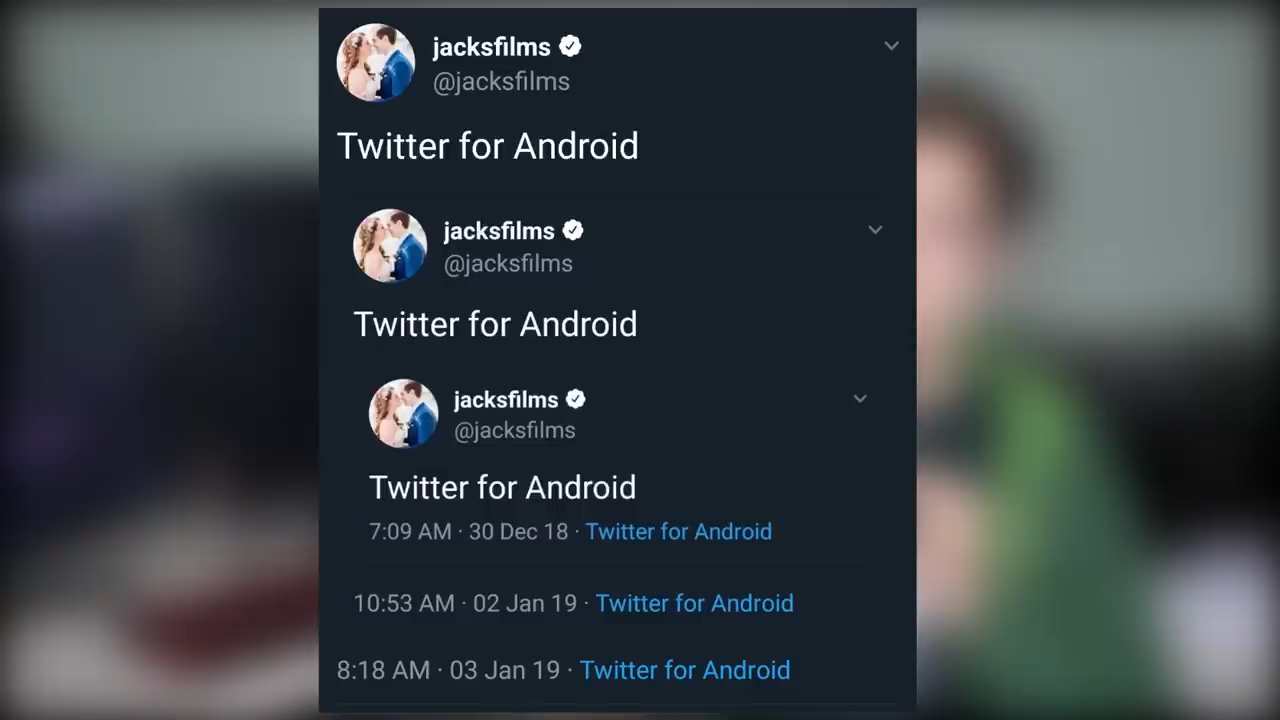 jacksfilms
@jacksfilms
Twitter for Android
jacksfilms
@jacksfilms
Twitter for Android
jacksfilms
@jacksfilms
Twitter for Android
7:09 AM · 30 Dec 18 · Twitter for Android
10:53 AM · 02 Jan 19 · Twitter for Android
8:18 AM · 03 Jan 19 · Twitter for Android